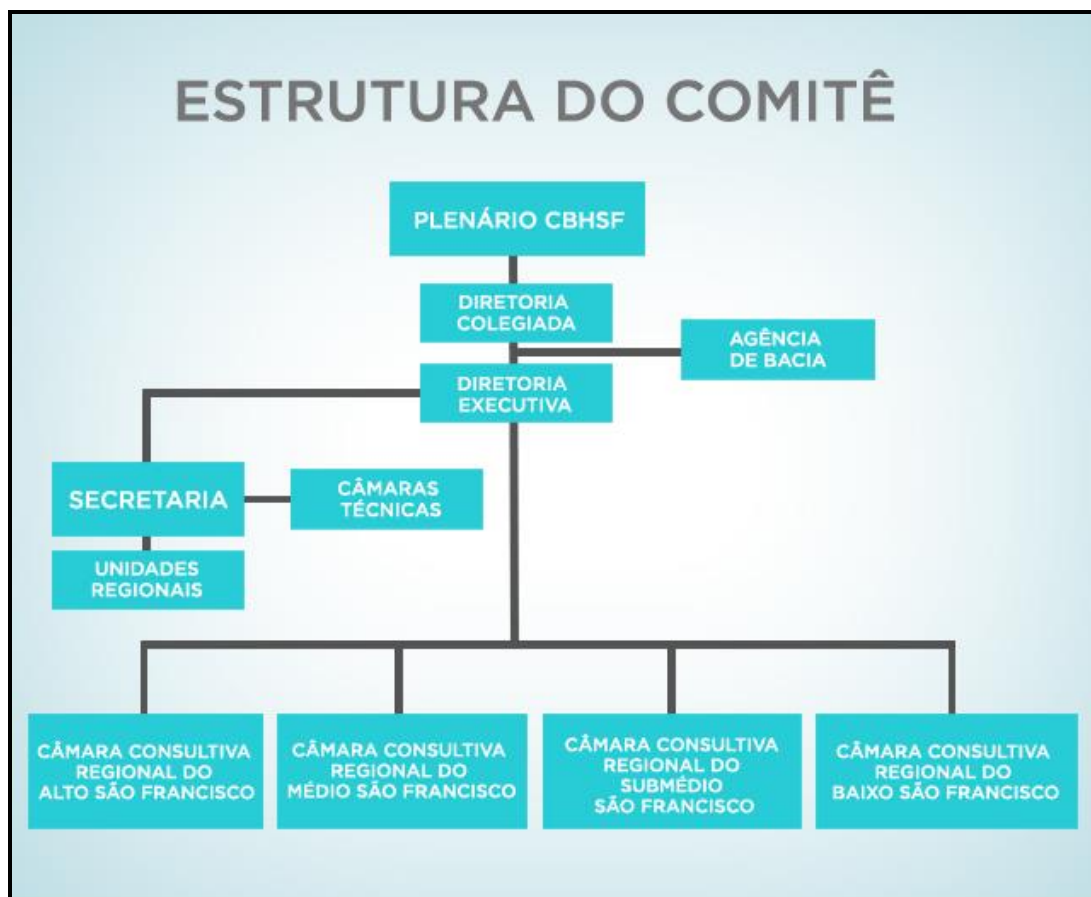 ESTRUTURA DO COMITÊ
PLENÁRIO CBHSF
DIRETORIA
COLEGIADA
AGÊNCIA
DE BACIA
DIRETORIA
EXECUTIVA
SECRETARIA
CÂMARAS
TÉCNICAS
UNIDADES
REGIONAIS
CÂMARA CONSULTIVA
REGIONAL DO
ALTO SÃO FRANCISCO
CÂMARA CONSULTIVA
REGIONAL DO
MÉDIO SÃO FRANCISCO
CÂMARA CONSULTIVA
REGIONAL DO
SUBMÉDIO
SÃO FRANCISCO
CÂMARA CONSULTIVA
REGIONAL DO
BAIXO SÃO FRANCISCO